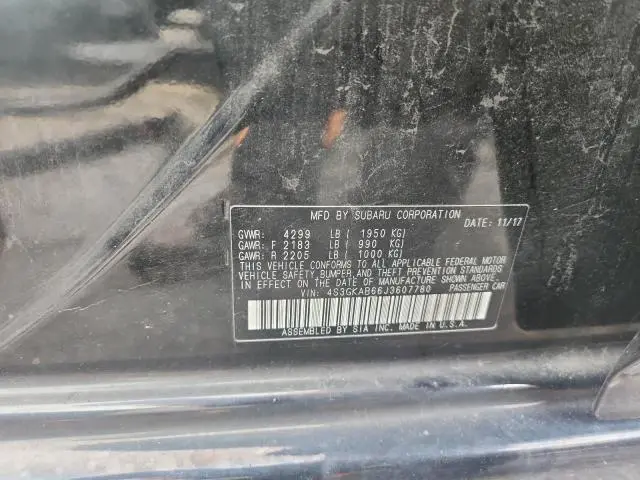 MFD BY SUBARU CORPORATION
DATE: 11/17
GVWR: 4299 LB ( 1950 KG)
GAWR: F 2183 LB ( 990 KG)
GAWR: R 2205 LB ( 1000 KG)
THIS VEHICLE CONFORMS TO ALL APPLICABLE FEDERAL MOTOR
VEHICLE SAFETY, BUMPER, AND THEFT PREVENTION STANDARDS
IN EFFECT ON THE DATE OF MANUFACTURE SHOWN ABOVE.
VIN: 4S3GKAB66J3607780 PASSENGER CAR
ASSEMBLED BY SIA INC. MADE IN U.S.A.